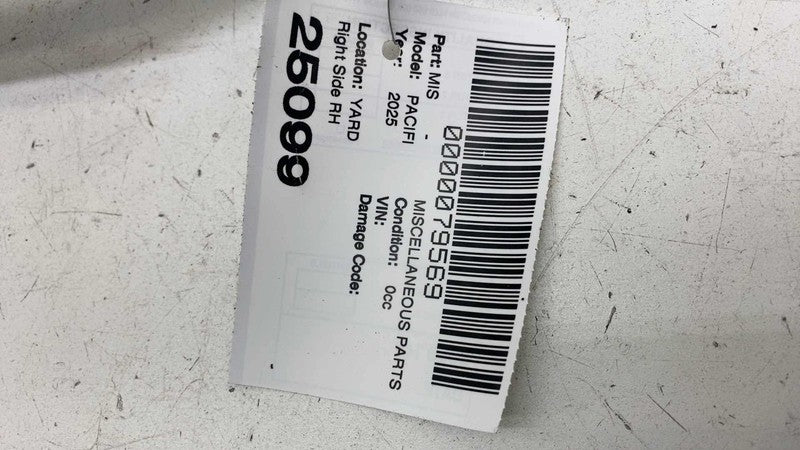 0000079569
Part: MIS - MISCELLANEOUS PARTS
Model: PACIFI Condition: 0cc
Year: 2025 VIN:
Damage Code:
Location: YARD
Right Side RH
25099